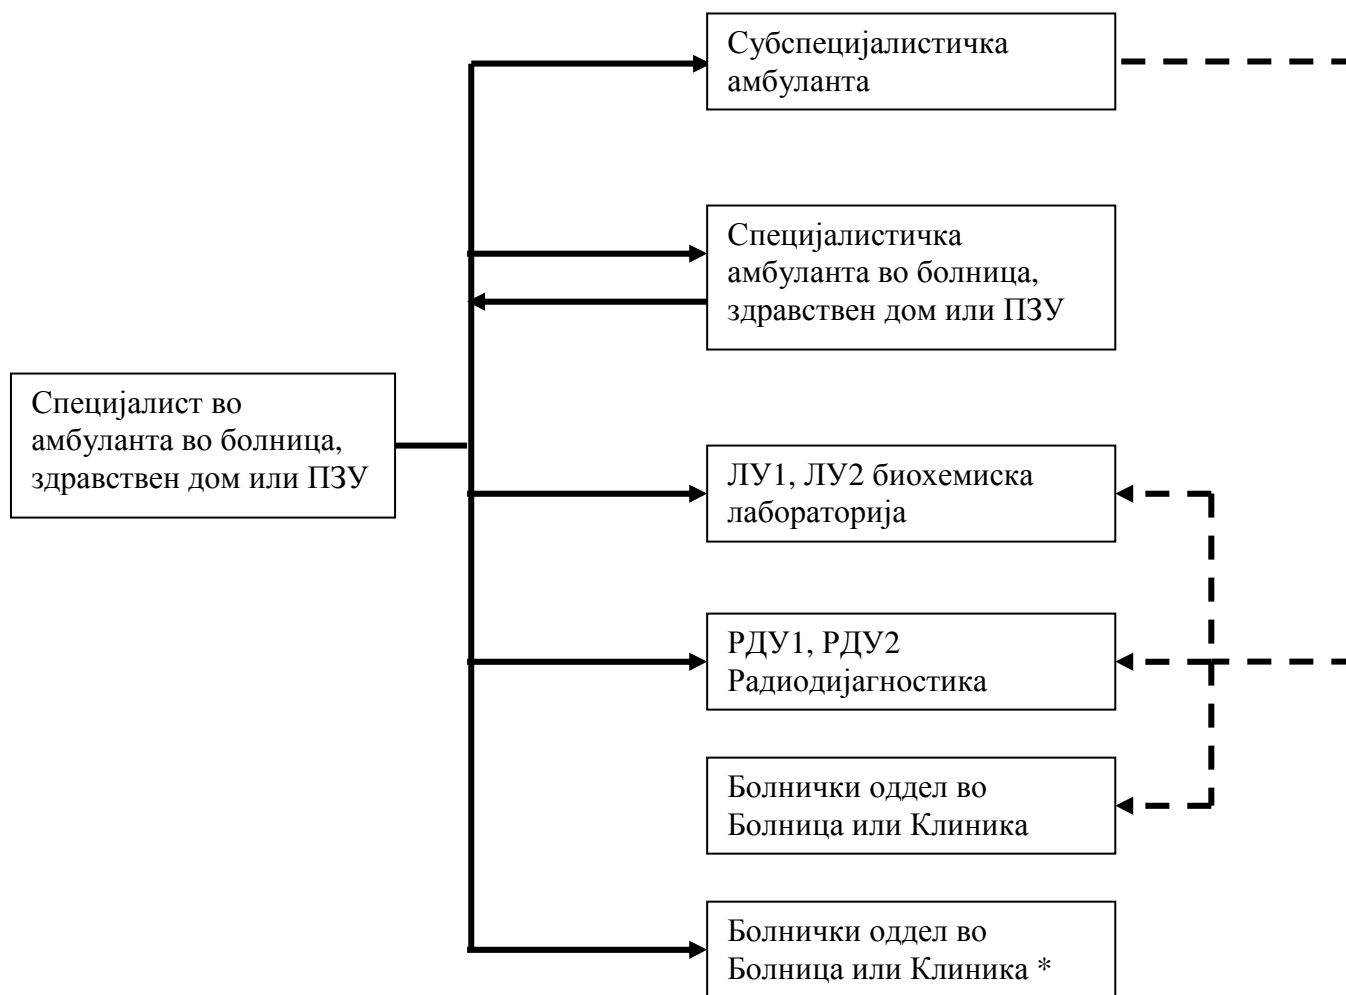 Субспецијалистичка
амбуланта
Специјалистичка
амбуланта во болница,
здравствен дом или ПЗУ
Специјалист во
амбуланта во болница,
здравствен дом или ПЗУ
ЛУ1, ЛУ2 биохемиска
лабораторија
РДУ1, РДУ2
Радиодијагностика
Болнички оддел во
Болница или Клиника
Болнички оддел во
Болница или Клиника *